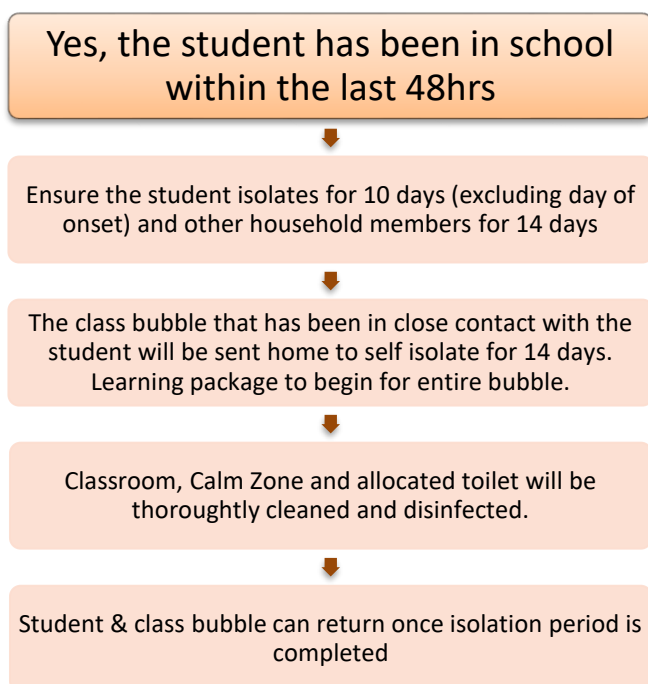 Yes, the student has been in school
within the last 48hrs
Ensure the student isolates for 10 days (excluding day of
onset) and other household members for 14 days
The class bubble that has been in close contact with the
student will be sent home to self isolate for 14 days.
Learning package to begin for entire bubble.
Classroom, Calm Zone and allocated toilet will be
thoroughtly cleaned and disinfected.
Student & class bubble can return once isolation period is
completed